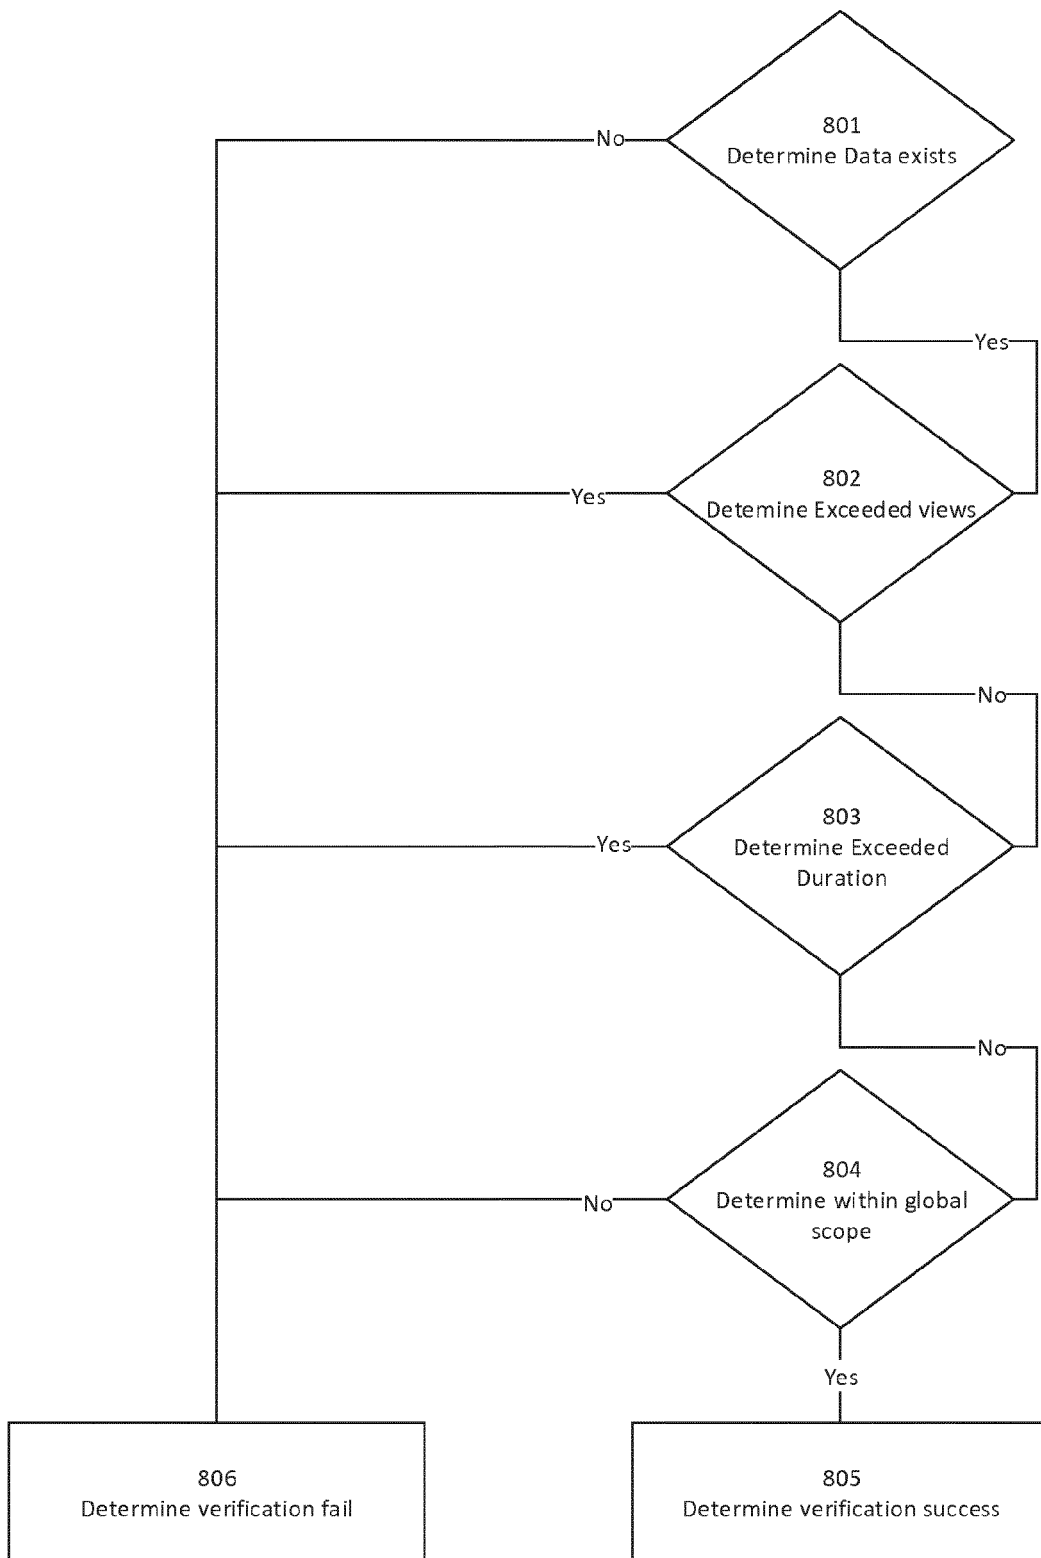 801
Determine Data exists
No
Yes
802
Detemine Exceeded views
Yes
No
803
Determine Exceeded
Duration
Yes
No
804
Determine within global
scope
No
Yes
806
Determine verification fail
805
Determine verification success